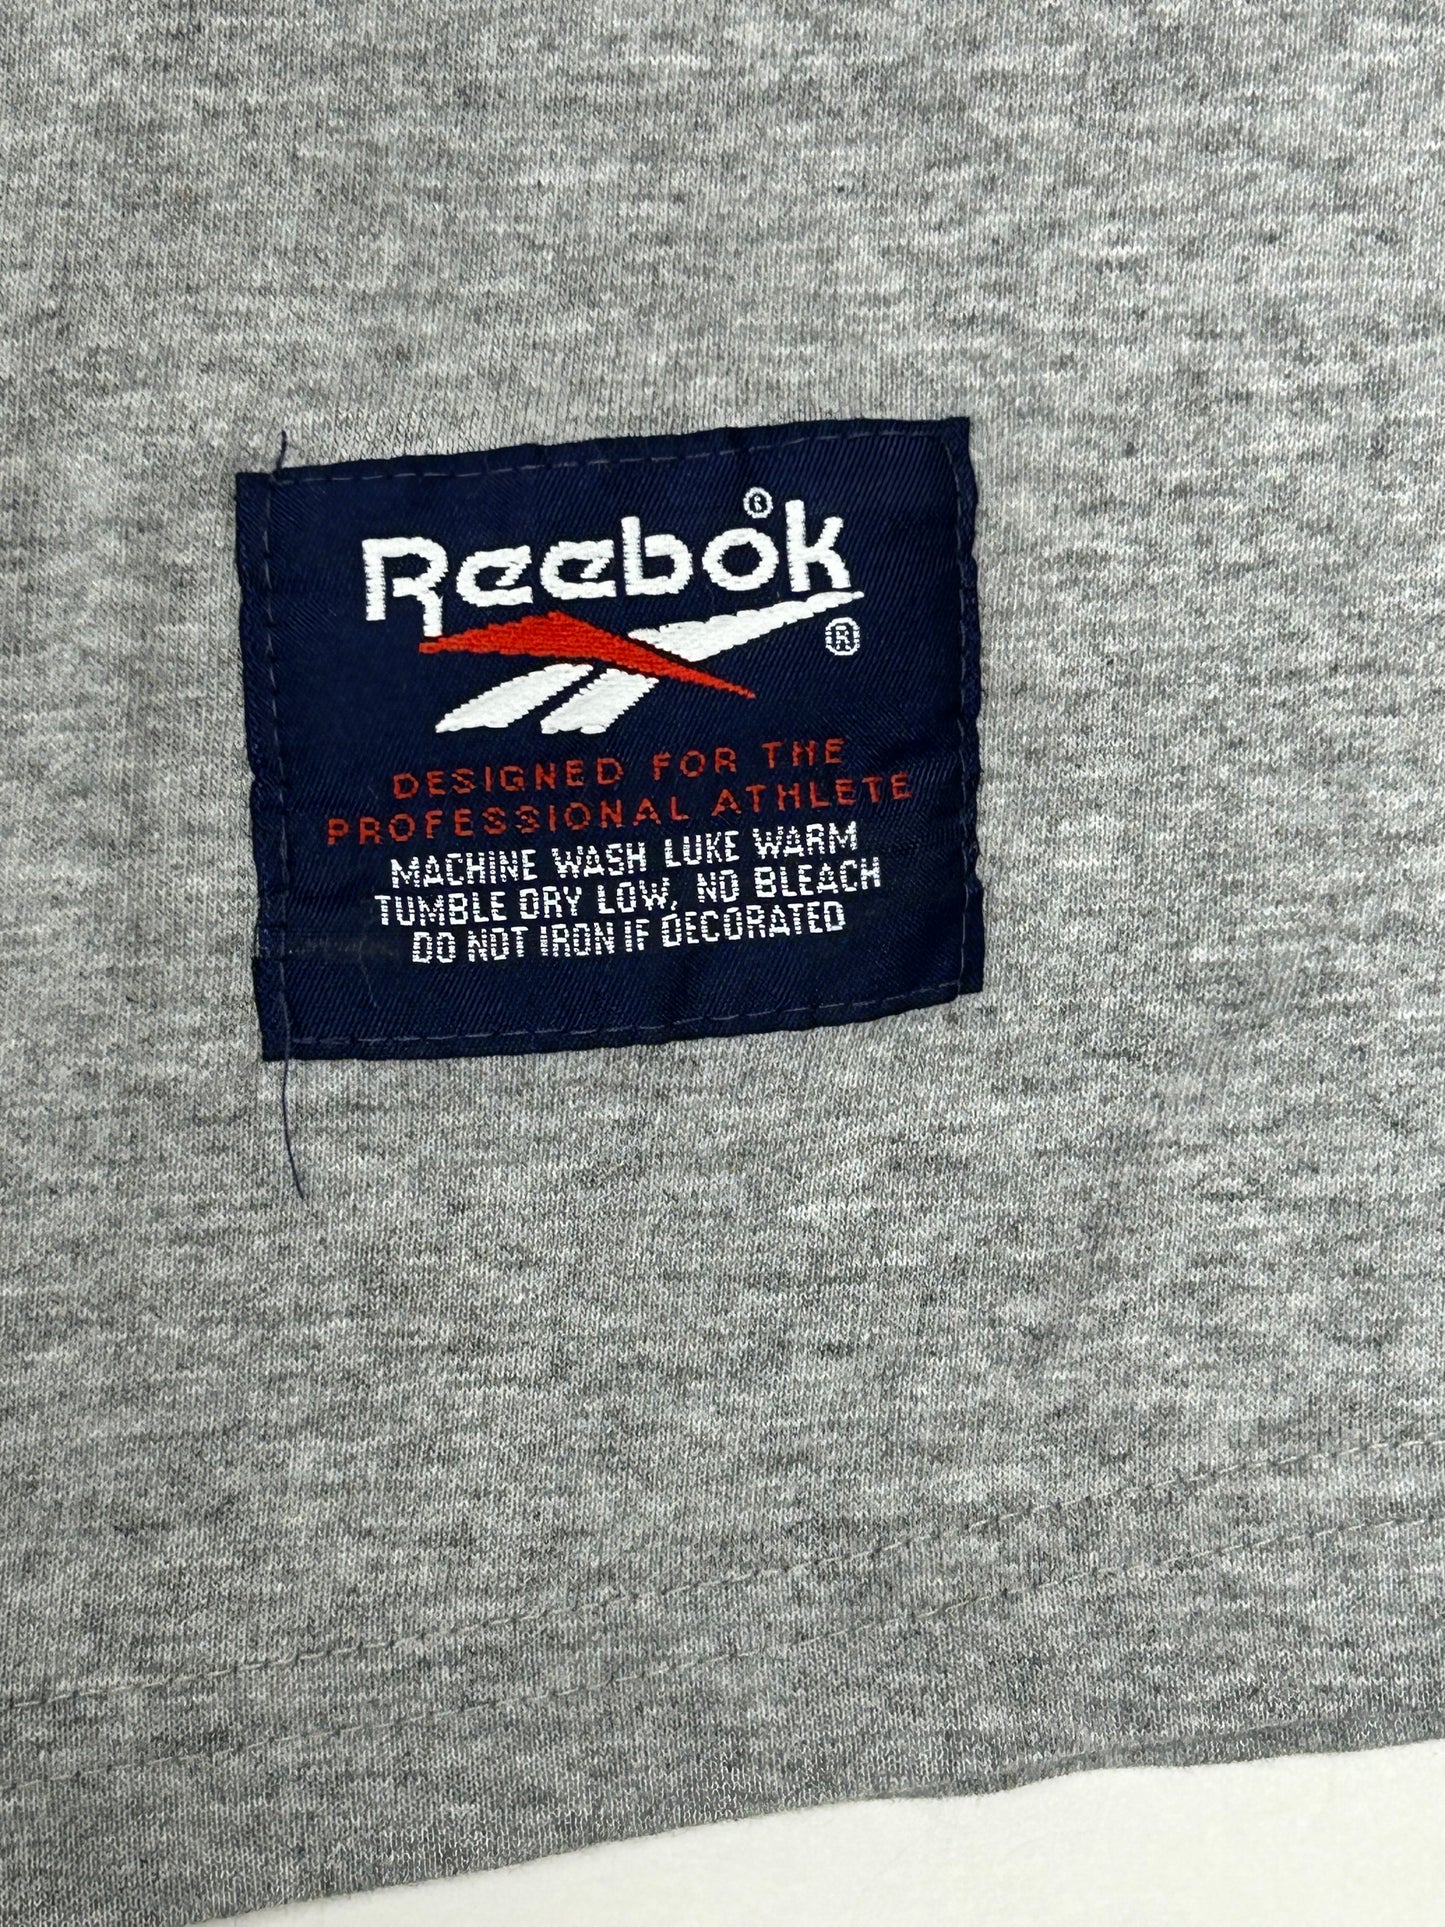 Reebok®
®
DESIGNED FOR THE
PROFESSIONAL ATHLETE
MACHINE WASH LUKE WARM
TUMBLE DRY LOW, NO BLEACH
DO NOT IRON IF DECORATED